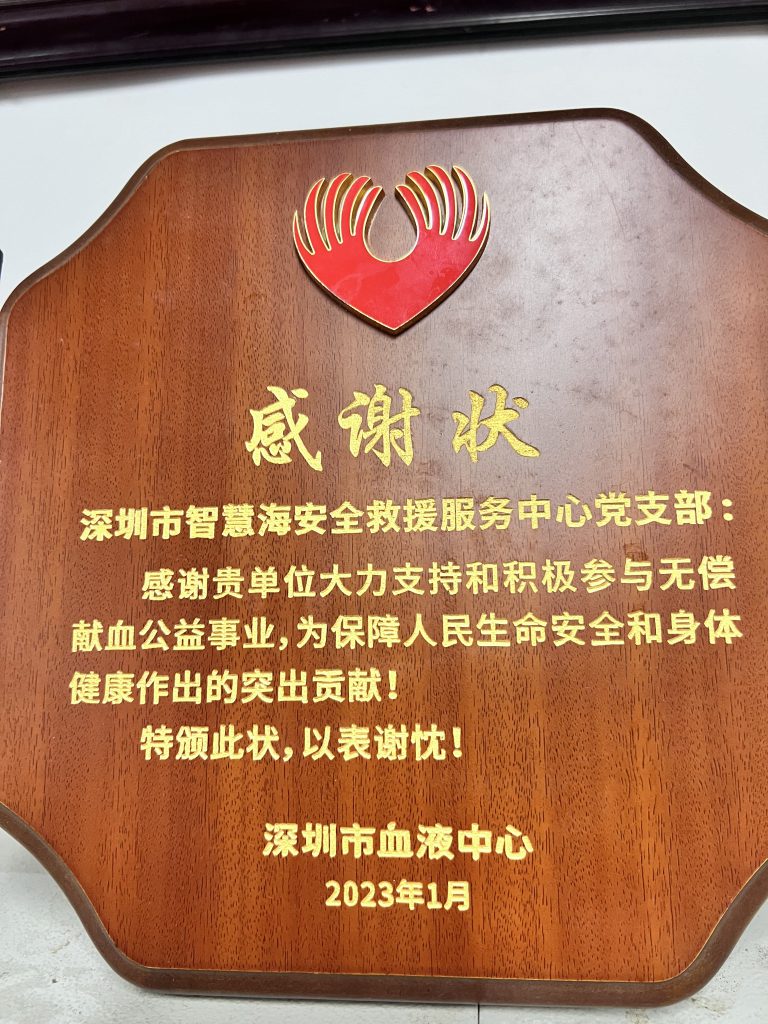 感谢状
深圳市智慧海安全救援服务中心党支部：
感谢贵单位大力支持和积极参与无偿
献血公益事业，为保障人民生命安全和身体
健康作出的突出贡献！
特颁此状，以表谢忱！
深圳市血液中心
2023年1月